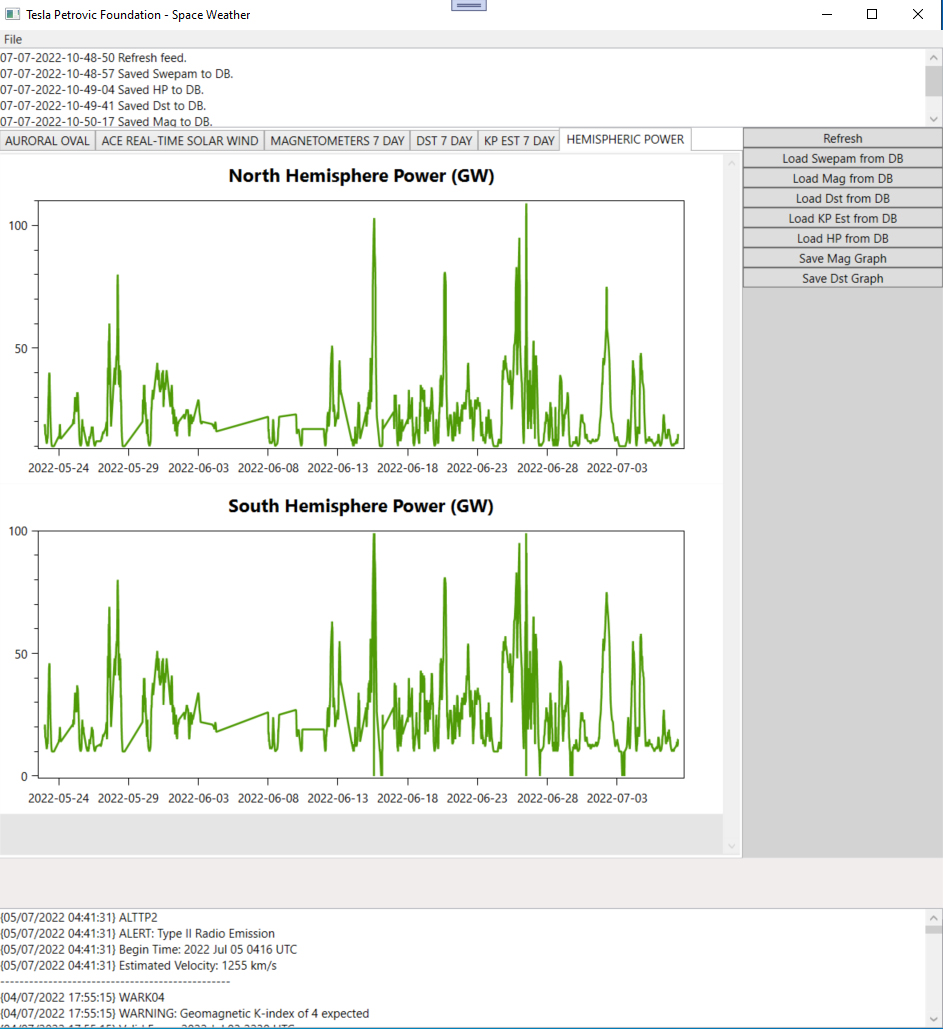 Tesla Petrovic Foundation - Space Weather
File
07-07-2022-10-48-50 Refresh feed.
07-07-2022-10-48-57 Saved Swepam to DB.
07-07-2022-10-49-04 Saved HP to DB.
07-07-2022-10-49-41 Saved Dst to DB.
07-07-2022-10-50-17 Saved Mag to DB.
AURORAL OVAL ACE REAL-TIME SOLAR WIND MAGNETOMETERS 7 DAY DST 7 DAY KP EST 7 DAY HEMISPHERIC POWER
Refresh
Load Swepam from DB
Load Mag from DB
Load Dst from DB
Load KP Est from DB
Load HP from DB
Save Mag Graph
Save Dst Graph
North Hemisphere Power (GW)
100
50
2022-05-24 2022-05-29 2022-06-03 2022-06-08 2022-06-13 2022-06-18 2022-06-23 2022-06-28 2022-07-03
South Hemisphere Power (GW)
100
50
0
2022-05-24 2022-05-29 2022-06-03 2022-06-08 2022-06-13 2022-06-18 2022-06-23 2022-06-28 2022-07-03
{05/07/2022 04:41:31} ALTTP2
{05/07/2022 04:41:31} ALERT: Type II Radio Emission
{05/07/2022 04:41:31} Begin Time: 2022 Jul 05 0416 UTC
{05/07/2022 04:41:31} Estimated Velocity: 1255 km/s
----------------------------------------------
{04/07/2022 17:55:15} WARK04
{04/07/2022 17:55:15} WARNING: Geomagnetic K-index of 4 expected